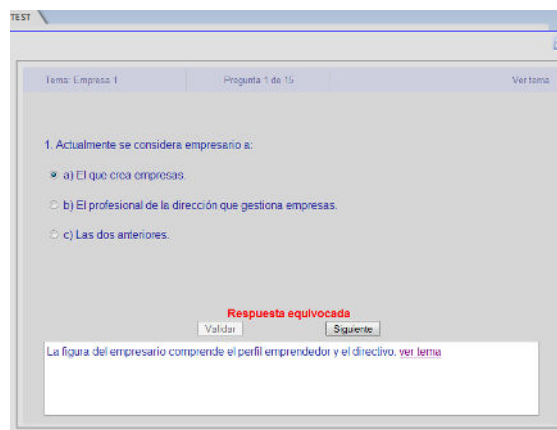 TEST
Tema: Empresa 1
Pregunta 1 de 15
Ver tema
1. Actualmente se considera empresario a:
a) El que crea empresas.
b) El profesional de la dirección que gestiona empresas.
c) Las dos anteriores.
Respuesta equivocada
Validar
Siguiente
La figura del empresario comprende el perfil emprendedor y el directivo. ver tema